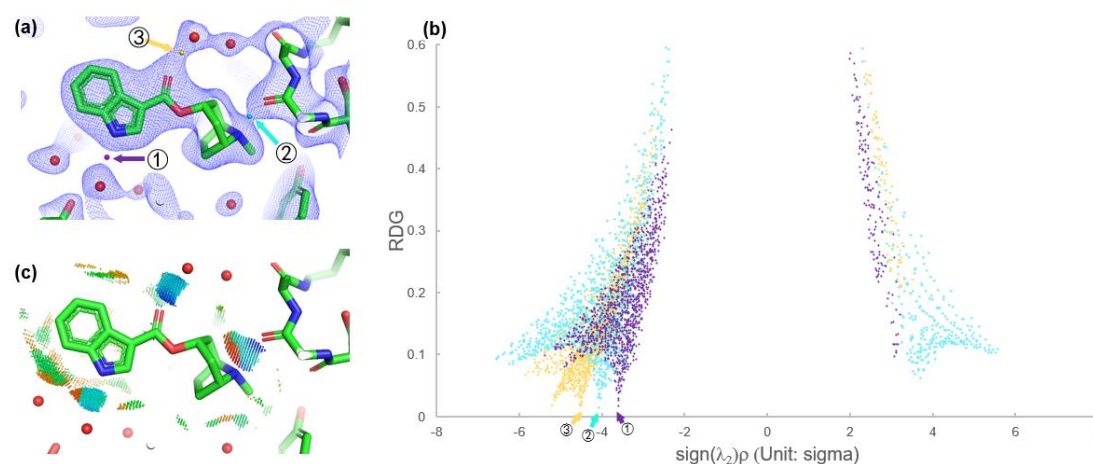 (a)
③
①
②
(b)
0.6
0.5
0.4
0.3
0.2
0.1
0
RDG
③ ② ①
-8 -6 -4 -2 0 2 4 6
sign(λ₂)ρ (Unit: sigma)
(c)